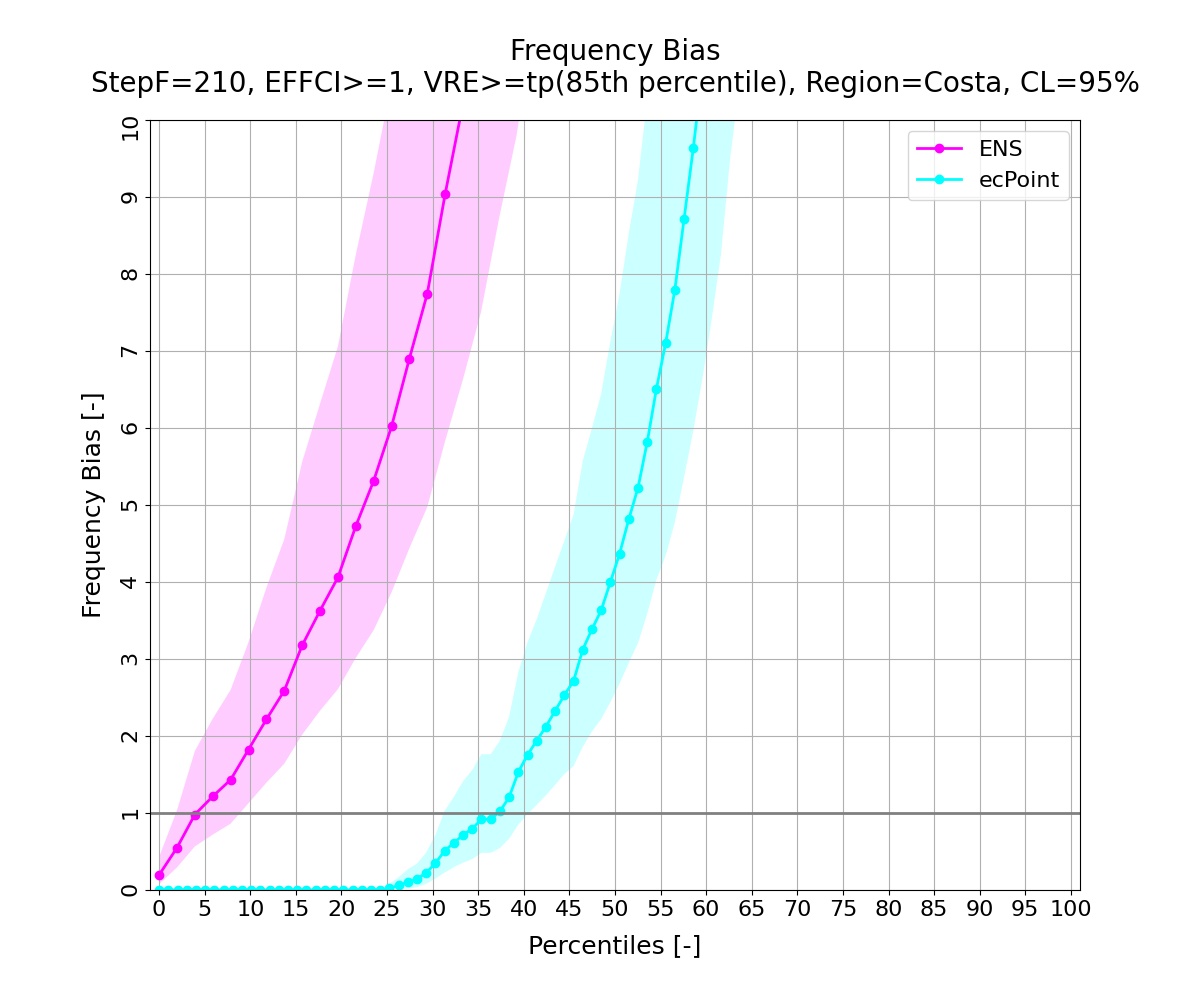 Frequency Bias
StepF=210, EFFCI>=1, VRE>=tp(85th percentile), Region=Costa, CL=95%
ENS
ecPoint
Frequency Bias [-]
10
9
8
7
6
5
4
3
2
1
0
0 5 10 15 20 25 30 35 40 45 50 55 60 65 70 75 80 85 90 95 100
Percentiles [-]